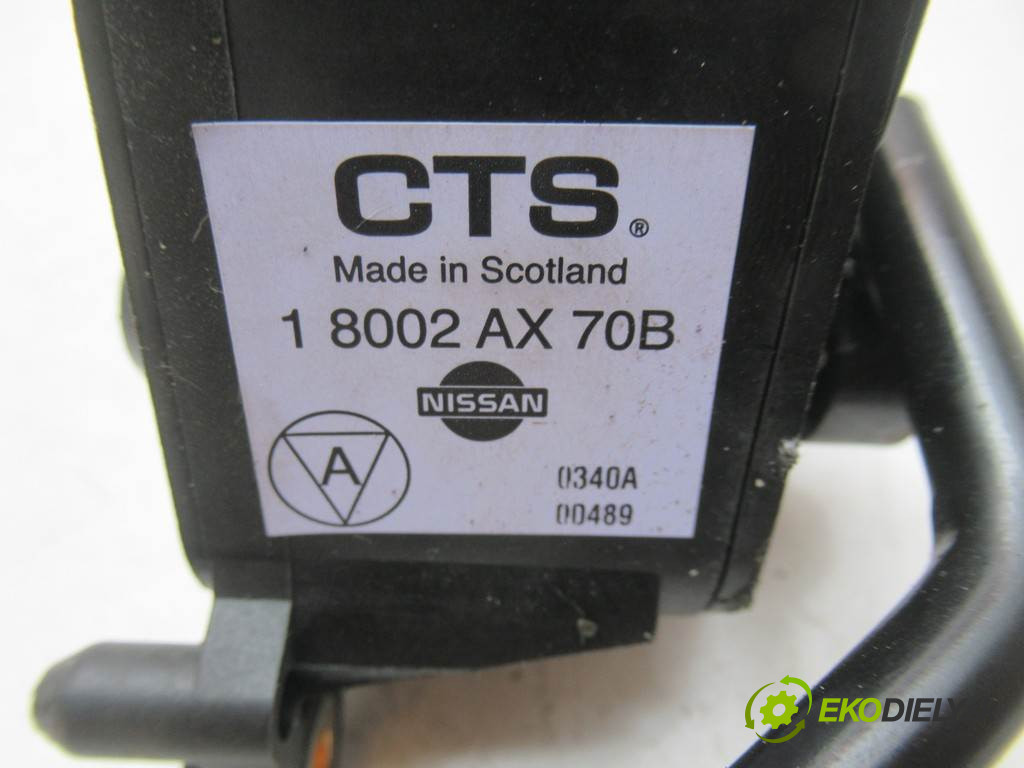 CTS®
Made in Scotland
1 8002 AX 70B
NISSAN
A
0340A
00489
EKODIELY